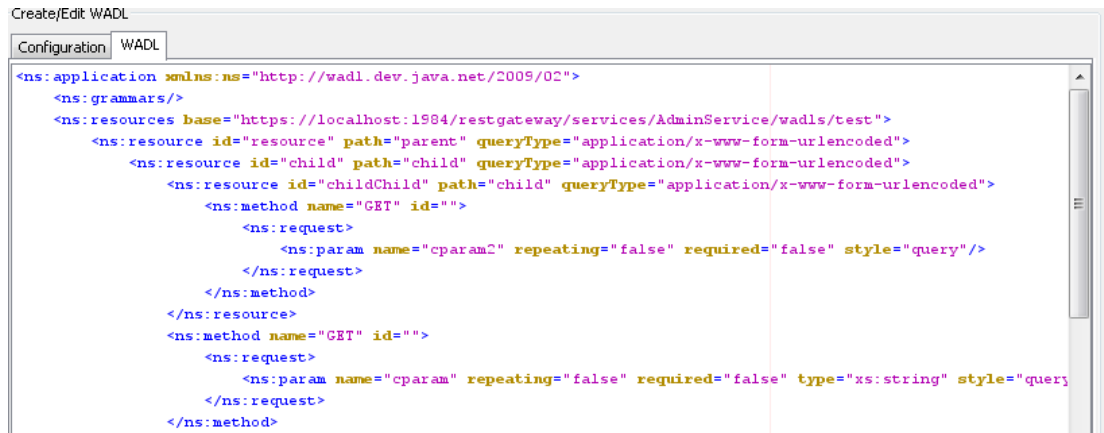 Create/Edit WADL
Configuration WADL
<ns:application xmlns:ns="http://wadl.dev.java.net/2009/02">
<ns:grammars/>
<ns:resources base="https://localhost:1984/restgateway/services/AdminService/wadls/test">
<ns:resource id="resource" path="parent" queryType="application/x-www-form-urlencoded">
<ns:resource id="child" path="child" queryType="application/x-www-form-urlencoded">
<ns:resource id="childChild" path="child" queryType="application/x-www-form-urlencoded">
<ns:method name="GET" id="">
<ns:request>
<ns:param name="cparam2" repeating="false" required="false" style="query"/>
</ns:request>
</ns:method>
</ns:resource>
<ns:method name="GET" id="">
<ns:request>
<ns:param name="cparam" repeating="false" required="false" type="xs:string" style="query
</ns:request>
</ns:method>